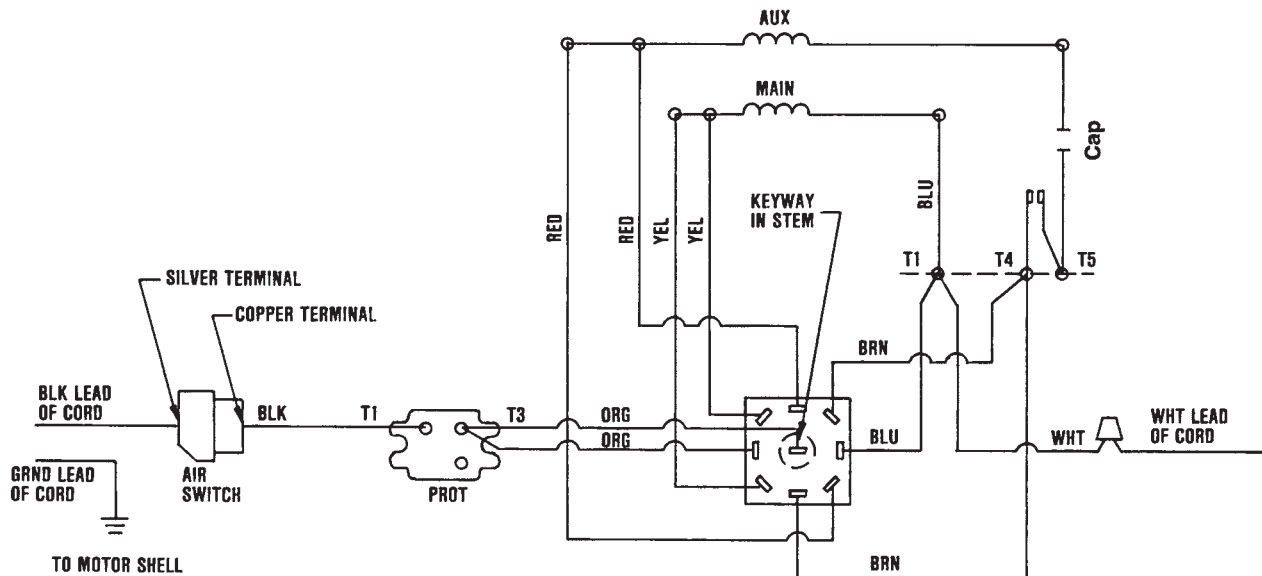 AUX
MAIN
Cap
RED
RED
YEL
YEL
BLU
KEYWAY
IN STEM
T1
T4
T5
SILVER TERMINAL
COPPER TERMINAL
BRN
BLK LEAD
OF CORD
BLK
T1
T3
ORG
ORG
BLU
WHT
WHT LEAD
OF CORD
GRND LEAD
OF CORD
AIR
SWITCH
PROT
TO MOTOR SHELL
BRN